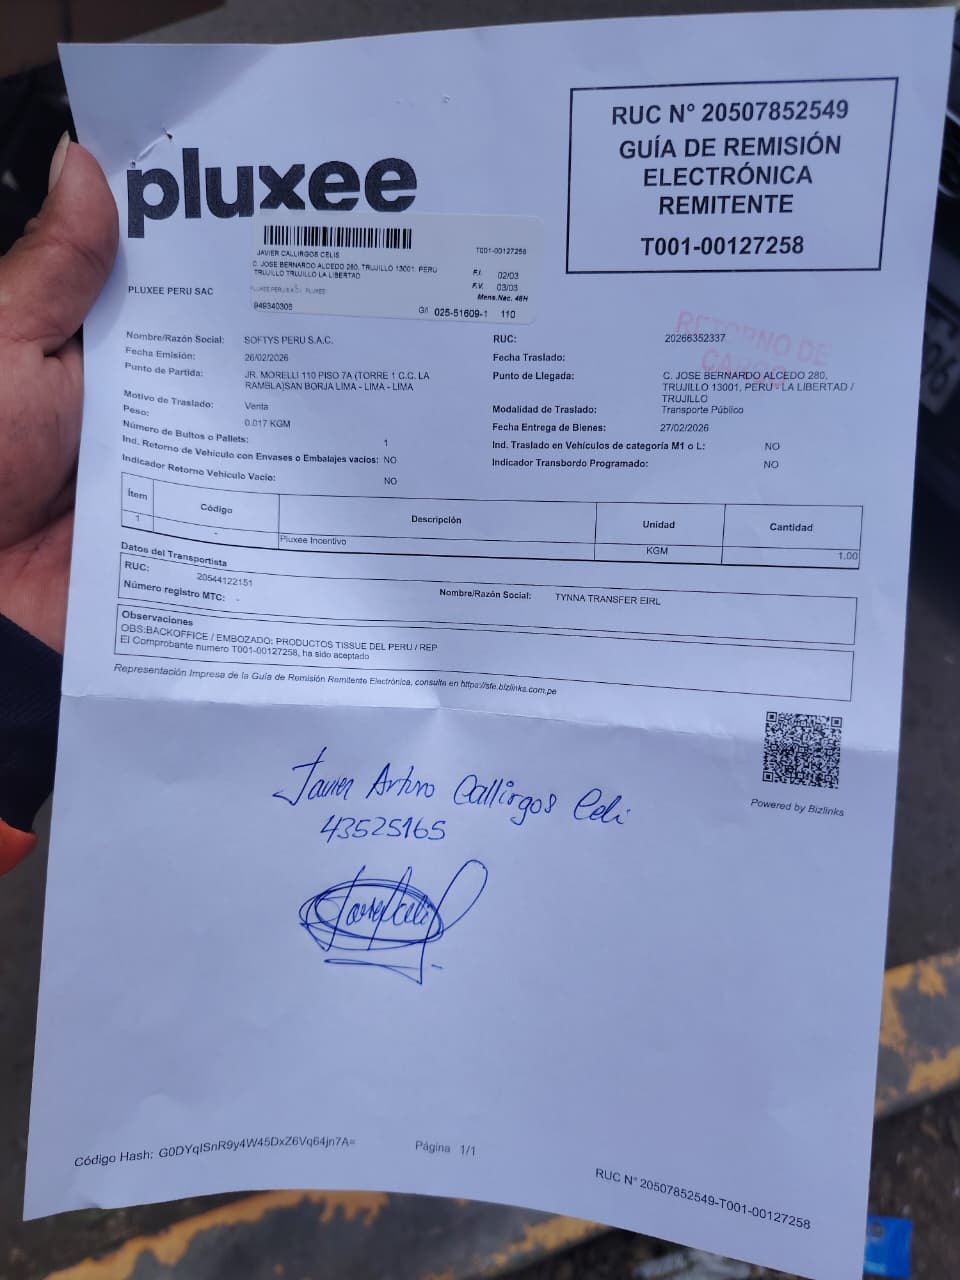 RUC N° 20507852549
GUÍA DE REMISIÓN
ELECTRÓNICA
REMITENTE
T001-00127258
pluxee
JAVIER CALLIRGOS CELIS
T001-00127258
C. JOSE BERNARDO ALCEDO 280, TRUJILLO 13001, PERU
TRUJILLO TRUJILLO LA LIBERTAD
F.I. 02/03
F.V. 03/03
Mens.Nac. 48H
949340306
G/I 025-51609-1 110
PLUXEE PERU SAC
RETORNO DE
Nombre/Razón Social: SOFTYS PERU S.A.C.
RUC: 20266352337
Fecha Emisión: 26/02/2026
Fecha Traslado:
Punto de Partida: JR. MORELLI 110 PISO 7A (TORRE 1 C.C. LA
RAMBLA)SAN BORJA LIMA - LIMA - LIMA
Punto de Llegada: C. JOSE BERNARDO ALCEDO 280,
TRUJILLO 13001, PERU - LA LIBERTAD /
TRUJILLO
Motivo de Traslado: Venta
Modalidad de Traslado: Transporte Público
Peso: 0.017 KGM
Fecha Entrega de Bienes: 27/02/2026
Número de Bultos o Pallets: 1
Ind. Traslado en Vehículos de categoría M1 o L: NO
Ind. Retorno de Vehículo con Envases o Embalajes vacíos: NO
Indicador Transbordo Programado: NO
Indicador Retorno Vehículo Vacío: NO
Ítem Código Descripción Unidad Cantidad
1 - Pluxee Incentivo KGM 1.00
Datos del Transportista
RUC: 20544122151
Nombre/Razón Social: TYNNA TRANSFER EIRL
Número registro MTC: -
Observaciones
OBS:BACKOFFICE / EMBOZADO: PRODUCTOS TISSUE DEL PERU / REP
El Comprobante numero T001-00127258, ha sido aceptado
Representación Impresa de la Guía de Remisión Remitente Electrónica, consulte en https://sfe.bizlinks.com.pe
Powered by Bizlinks
Javier Arturo Callirgos Celi
43525165
Código Hash: G0DYqISnR9y4W45DxZ6Vq64jn7A=
Página 1/1
RUC N° 20507852549-T001-00127258